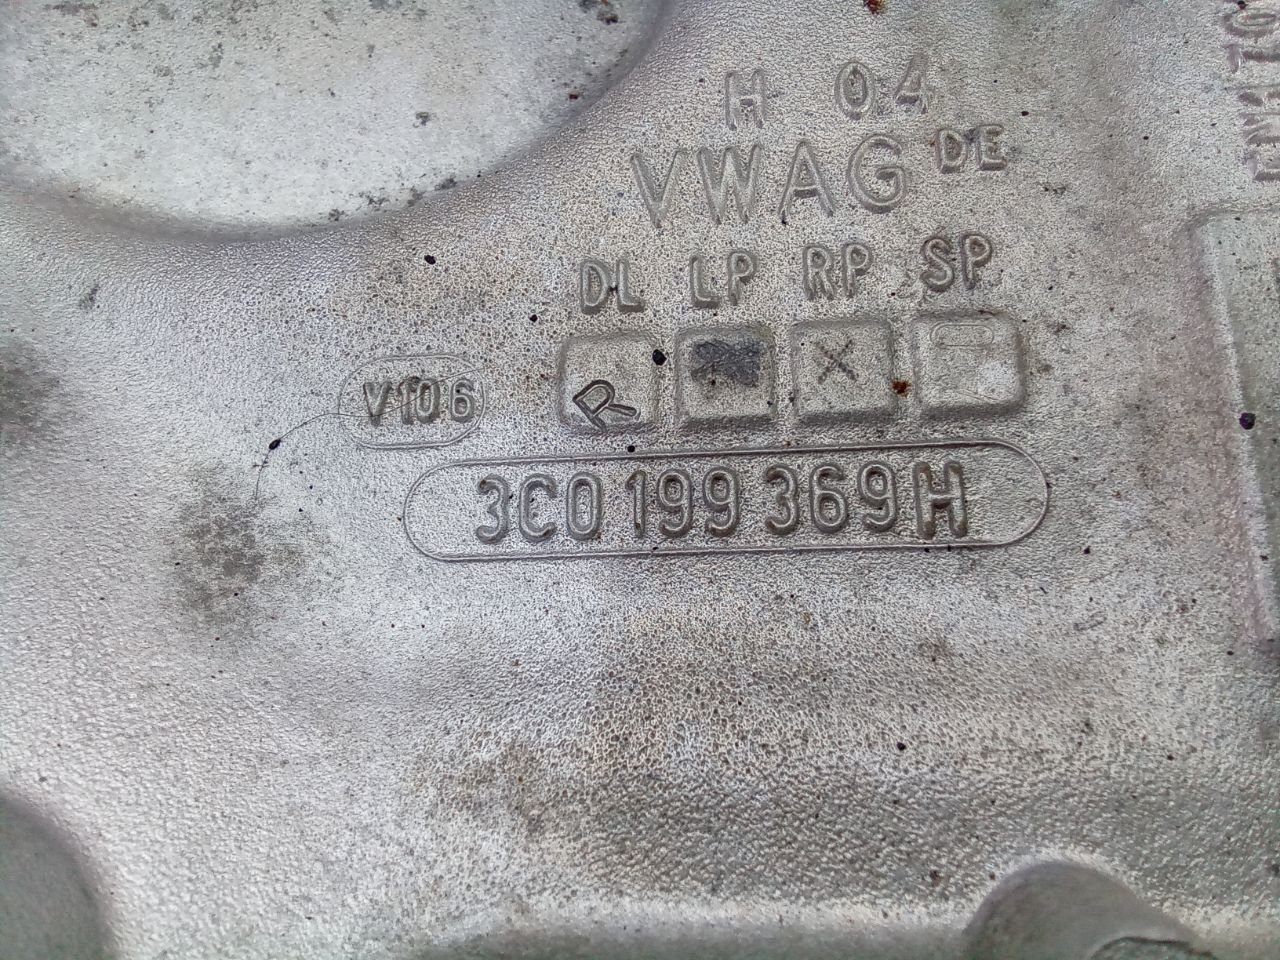 H 04
VWAG DE
DL LP RP SP
R X
V106
3C0 199 369 H